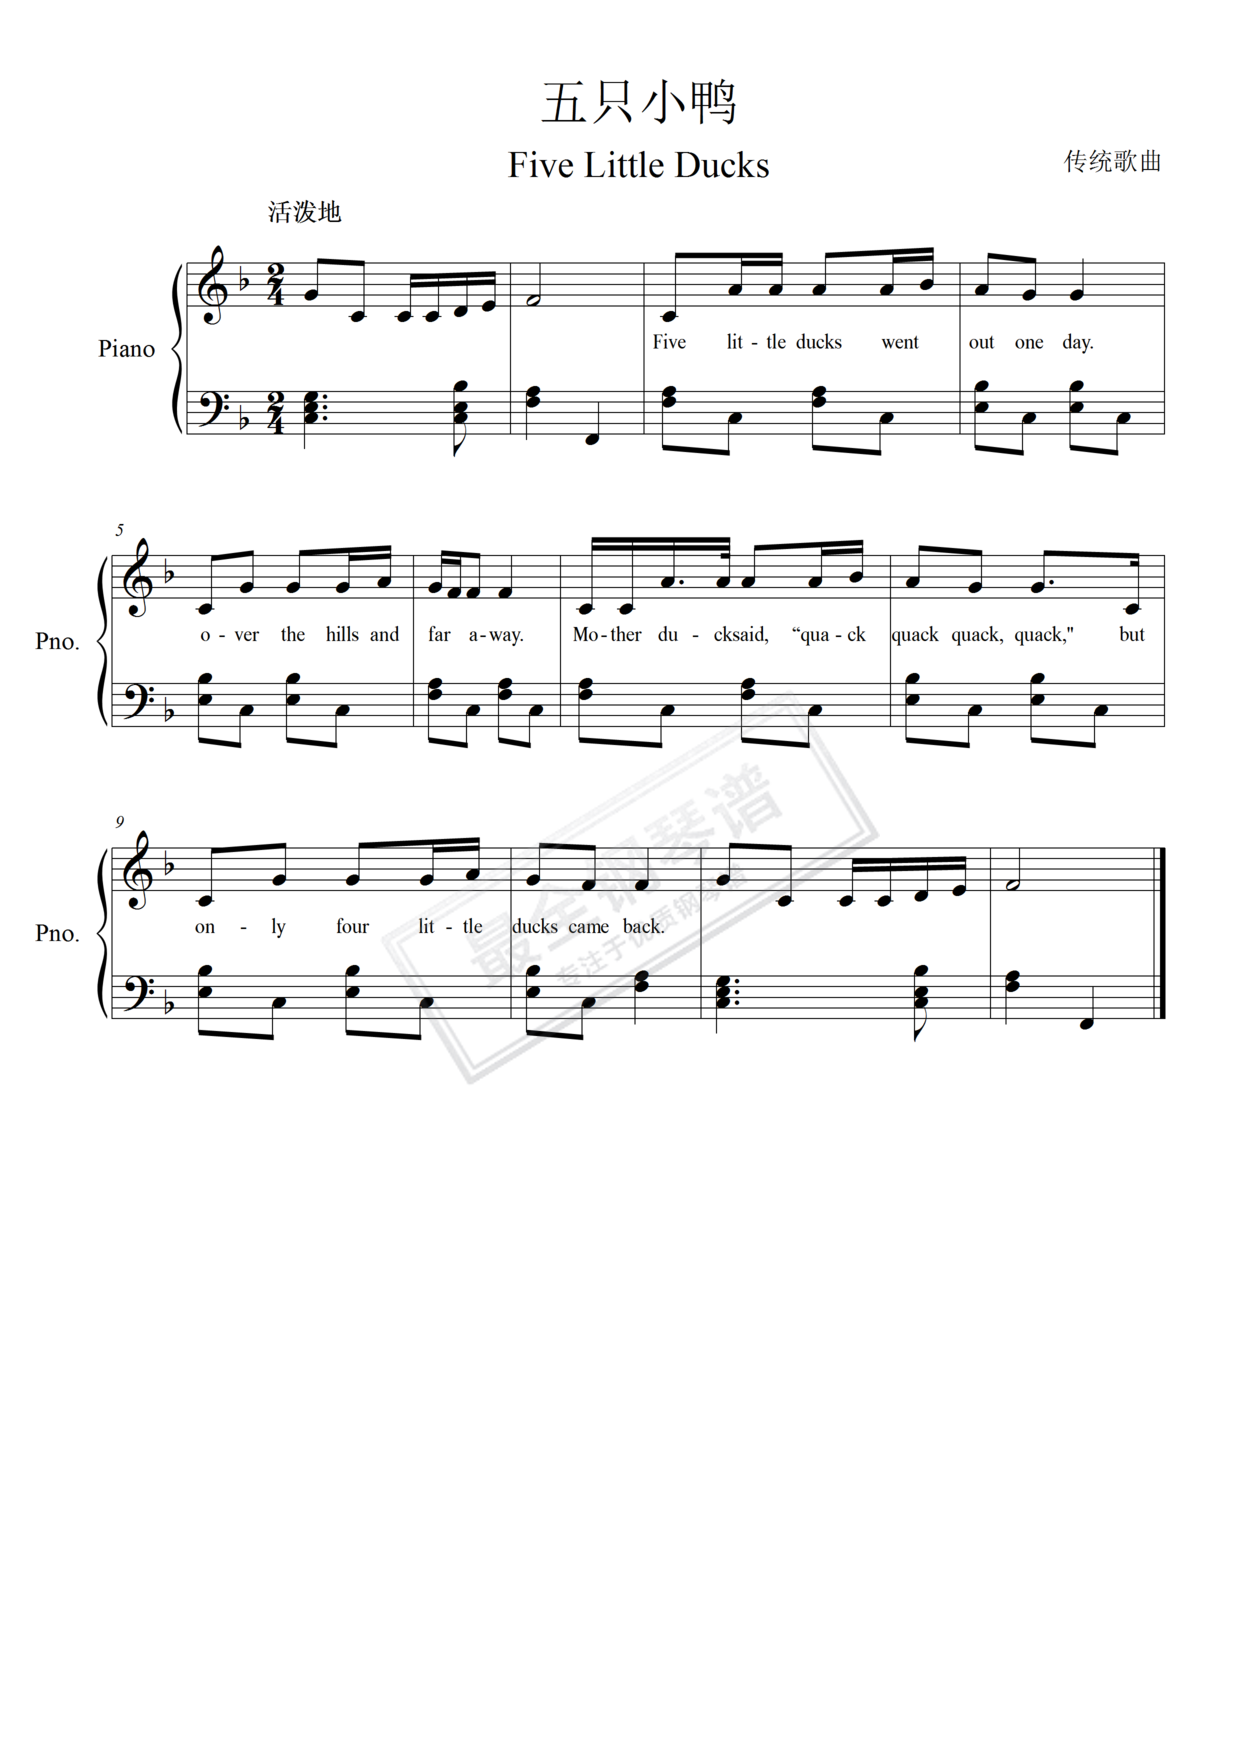 五只小鸭
Five Little Ducks
传统歌曲
活泼地
Piano
Five lit - tle ducks went out one day.
5
Pno.
o - ver the hills and far a - way. Mo - ther du - cksaid, “qua - ck quack quack, quack," but
9
Pno.
on - ly four lit - tle ducks came back.
最全钢琴谱
专注于优质钢琴谱